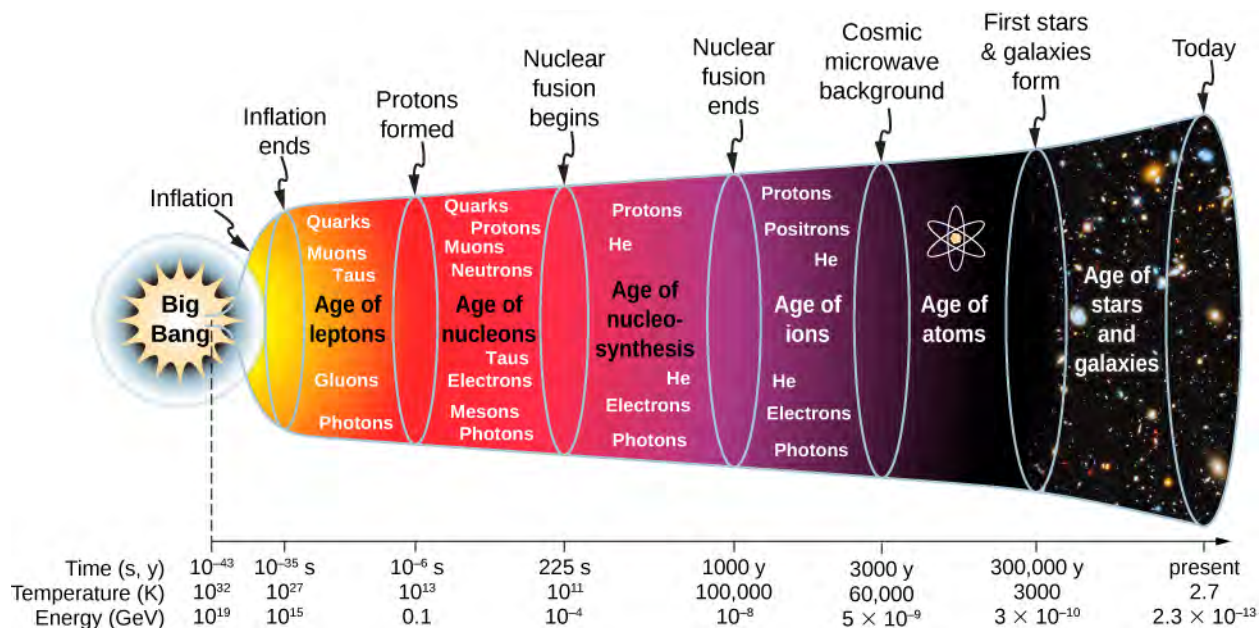 Inflation
Inflation
ends
Protons
formed
Nuclear
fusion
begins
Nuclear
fusion
ends
Cosmic
microwave
background
First stars
& galaxies
form
Today
Big
Bang
Quarks
Muons
Taus
Age of
leptons
Gluons
Photons
Quarks
Protons
Muons
Neutrons
Age of
nucleons
Taus
Electrons
Mesons
Photons
Protons
He
Age of
nucleo-
synthesis
He
Electrons
Photons
Protons
Positrons
He
Age of
ions
He
Electrons
Photons
Age of
atoms
Age of
stars
and
galaxies
Time (s, y) 10⁻⁴³ 10⁻³⁵ s 10⁻⁶ s 225 s 1000 y 3000 y 300,000 y present
Temperature (K) 10³² 10²⁷ 10¹³ 10¹¹ 100,000 60,000 3000 2.7
Energy (GeV) 10¹⁹ 10¹⁵ 0.1 10⁻⁴ 10⁻⁸ 5 × 10⁻⁹ 3 × 10⁻¹⁰ 2.3 × 10⁻¹³